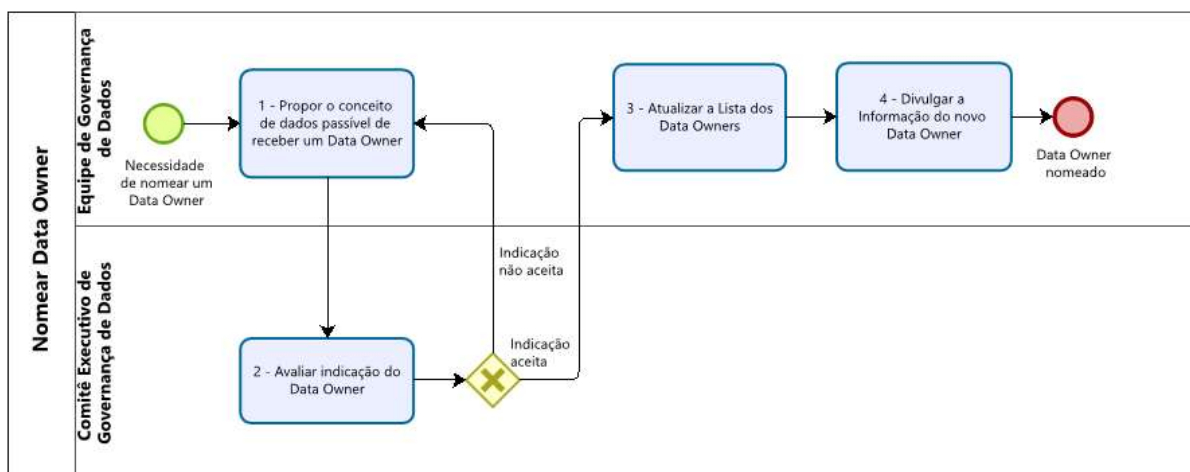 Nomear Data Owner
Equipe de Governança
de Dados
Necessidade
de nomear um
Data Owner
1 - Propor o conceito
de dados passível de
receber um Data Owner
3 - Atualizar a Lista dos
Data Owners
4 - Divulgar a
Informação do novo
Data Owner
Data Owner
nomeado
Comitê Executivo de
Governança de Dados
2 - Avaliar indicação do
Data Owner
Indicação
não aceita
Indicação
aceita